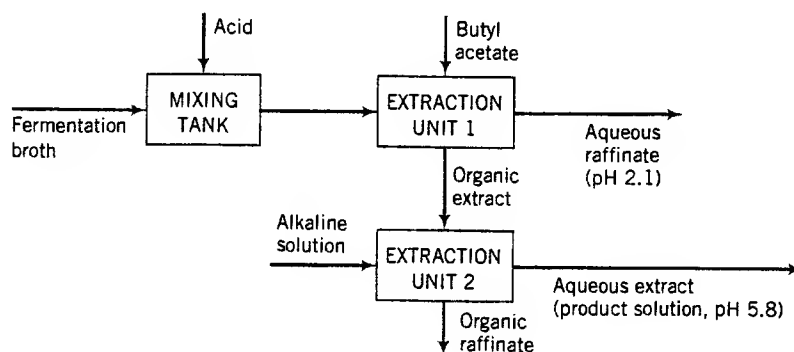 Acid
Butyl
acetate
MIXING
TANK
EXTRACTION
UNIT 1
Fermentation
broth
Aqueous
raffinate
(pH 2.1)
Organic
extract
Alkaline
solution
EXTRACTION
UNIT 2
Aqueous extract
(product solution, pH 5.8)
Organic
raffinate